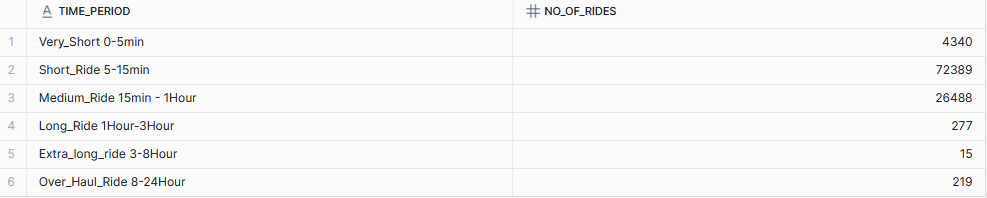 A TIME_PERIOD # NO_OF_RIDES
1 Very_Short 0-5min 4340
2 Short_Ride 5-15min 72389
3 Medium_Ride 15min - 1Hour 26488
4 Long_Ride 1Hour-3Hour 277
5 Extra_long_ride 3-8Hour 15
6 Over_Haul_Ride 8-24Hour 219